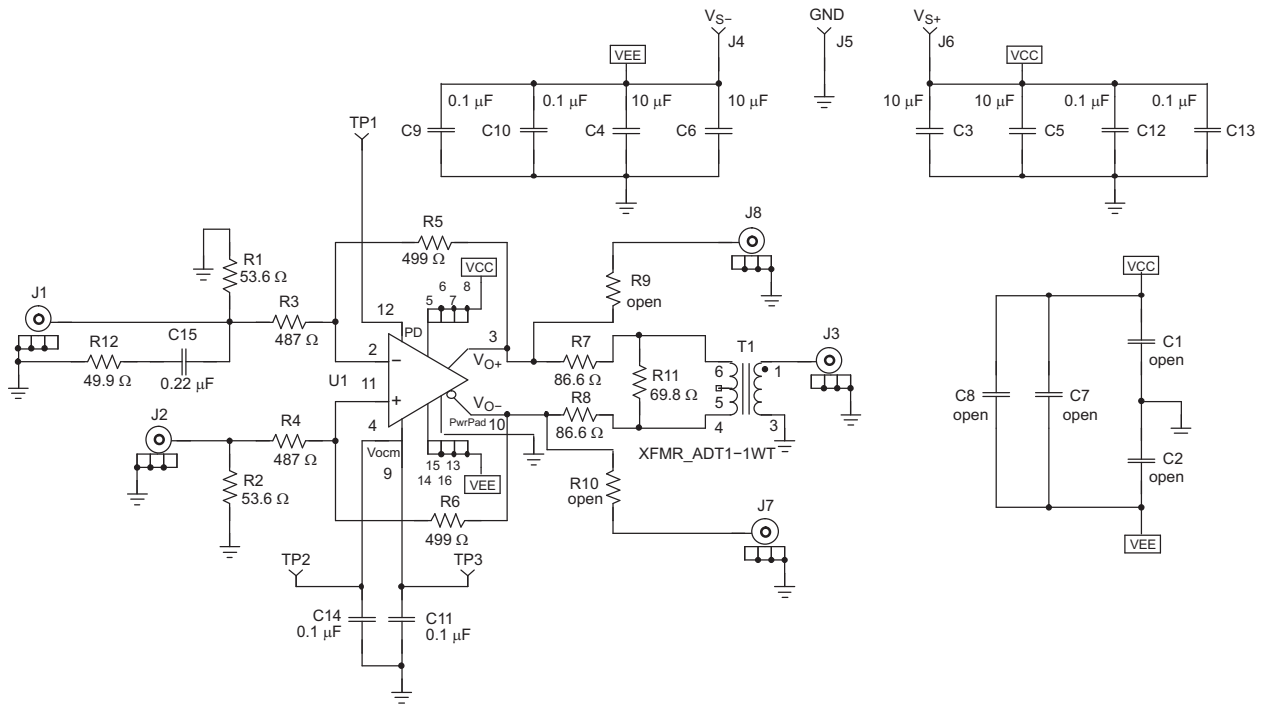 VS−
J4
GND
J5
VS+
J6
VEE
VCC
0.1 µF
0.1 µF
10 µF
10 µF
C9
C10
C4
C6
10 µF
10 µF
0.1 µF
0.1 µF
C3
C5
C12
C13
TP1
R5
499 Ω
VCC
6
8
5
7
J8
R9
open
R1
53.6 Ω
J1
R3
487 Ω
12
PD
3
R12
49.9 Ω
C15
0.22 µF
2
−
VO+
U1
11
+
VO−
R7
86.6 Ω
R11
69.8 Ω
T1
6
5
4
1
3
J3
R8
86.6 Ω
XFMR_ADT1−1WT
J2
R4
487 Ω
4
Vocm
9
PwrPad
10
15
13
14
16
VEE
R2
53.6 Ω
R6
499 Ω
R10
open
J7
TP2
TP3
C14
0.1 µF
C11
0.1 µF
VCC
C1
open
C8
open
C7
open
C2
open
VEE